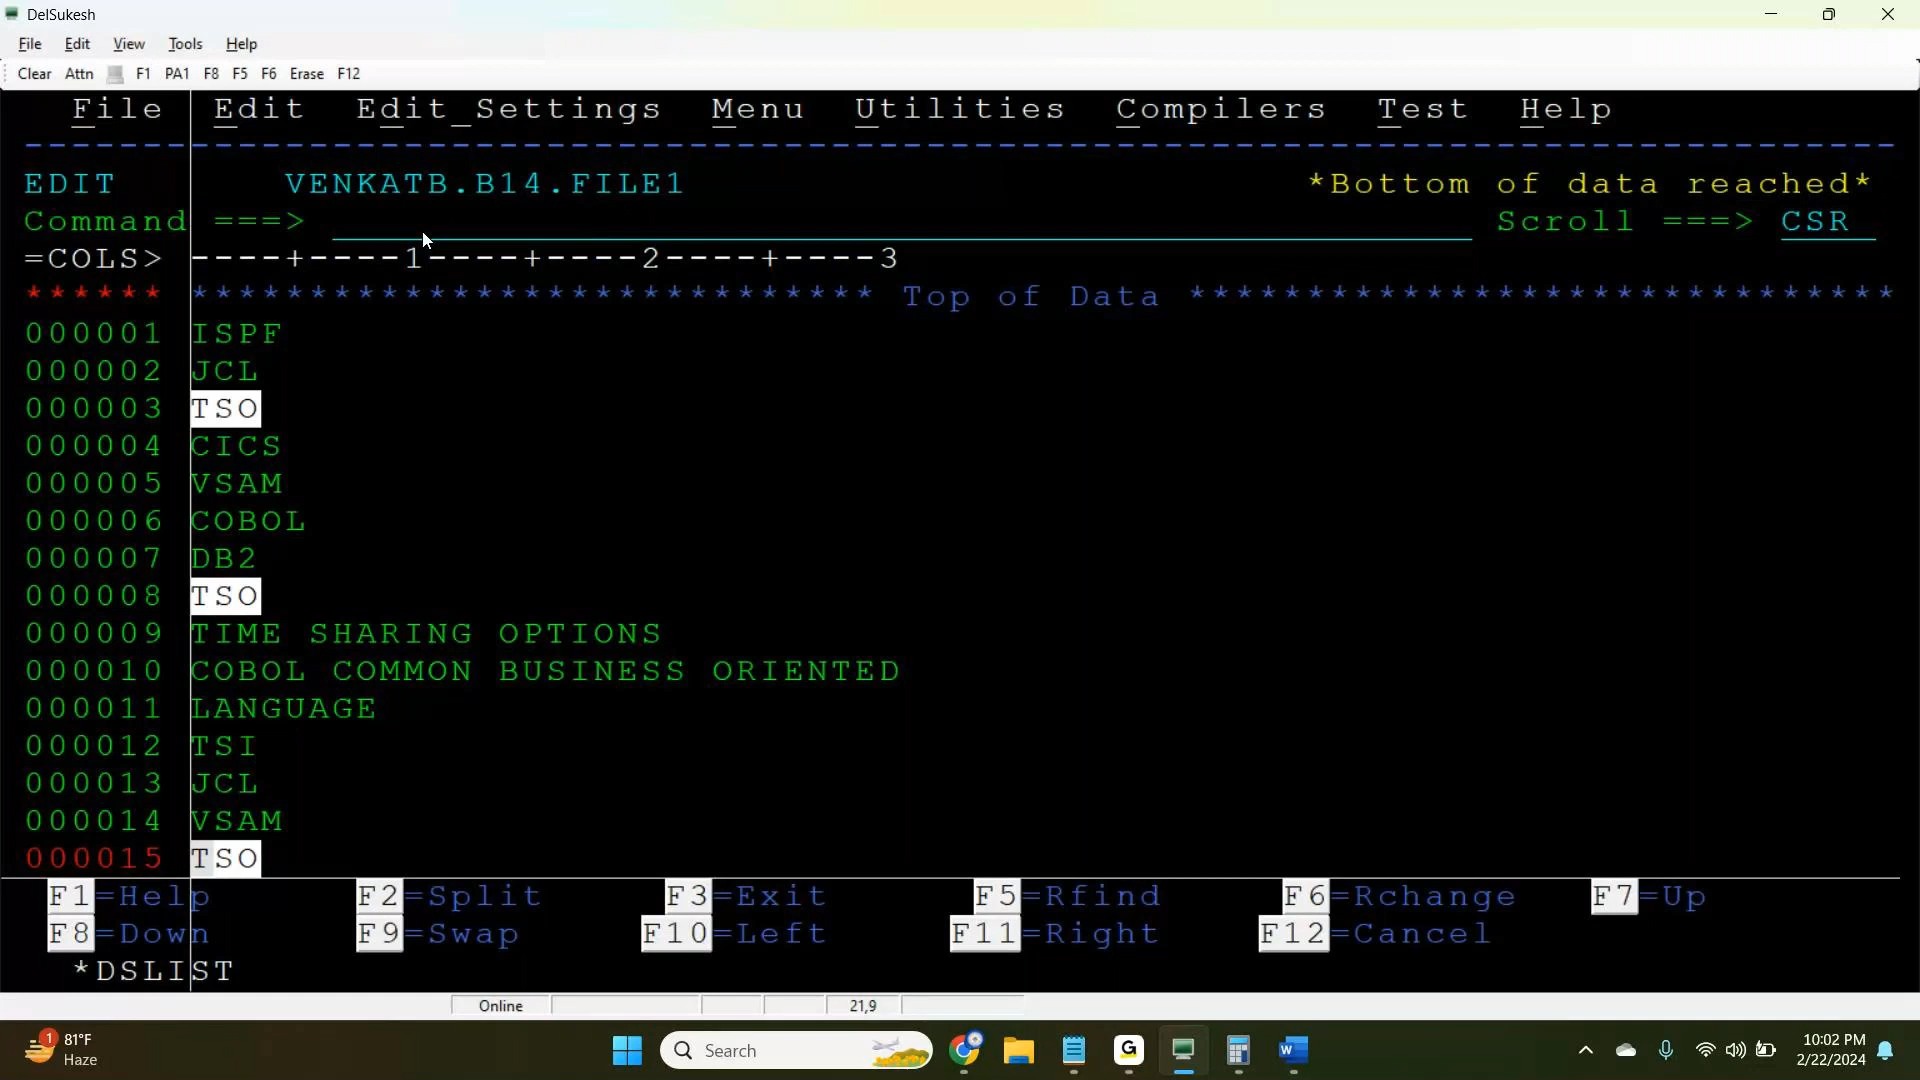 DelSukesh
File Edit View Tools Help
Clear Attn F1 PA1 F8 F5 F6 Erase F12
File Edit Edit_Settings Menu Utilities Compilers Test Help
--------------------------------------------------------------------------------
EDIT VENKATB.B14.FILE1 *Bottom of data reached*
Command ===> Scroll ===> CSR
=COLS> ----+----1----+----2----+----3
****** ***************************** Top of Data ******************************
000001 ISPF
000002 JCL
000003 TSO
000004 CICS
000005 VSAM
000006 COBOL
000007 DB2
000008 TSO
000009 TIME SHARING OPTIONS
000010 COBOL COMMON BUSINESS ORIENTED
000011 LANGUAGE
000012 TSI
000013 JCL
000014 VSAM
000015 TSO
F1=Help F2=Split F3=Exit F5=Rfind F6=Rchange F7=Up
F8=Down F9=Swap F10=Left F11=Right F12=Cancel
*DSLIST
Online 21,9
1 81°F Search G W 10:02 PM
Haze 2/22/2024